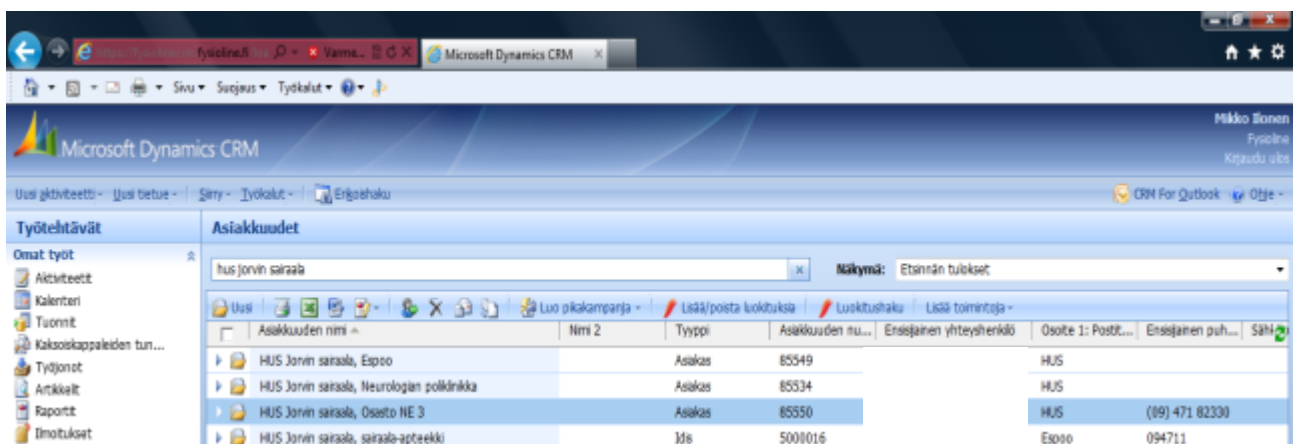 fysioline.fi
Varme...
Microsoft Dynamics CRM
Sivu Suojaus Työkalut
Mikko Ilonen
Microsoft Dynamics CRM
Fysioline
Kirjaudu ulos
Uusi aktiviteetti Uusi tietue Siirry Työkalut Erikoishaku CRM For Outlook Ohje
Työtehtävät Asiakkuudet
Omat työt
hus jorvin sairaala Näkymä: Etsinnän tulokset
Aktiviteetit
Kalenteri
Uusi Luo pikakampanja Lisää/poista luokituksia Luokitushaku Lisää toimintoja
Tuonnit
Asiakkuuden nimi Nimi 2 Tyyppi Asiakkuuden nu... Ensisijainen yhteyshenkilö Osoite 1: Postit... Ensisijainen puh...
Kaksoiskappaleiden tun...
HUS Jorvin sairaala, Espoo Asiakas 85549 HUS
Työjonot
Artikkelit
HUS Jorvin sairaala, Neurologian poliklinikka Asiakas 85534 HUS
Raportit
HUS Jorvin sairaala, Osasto NE 3 Asiakas 85550 HUS (09) 471 82330
Ilmoitukset
HUS Jorvin sairaala, sairaala-apteekki 5000016 Espoo 094711